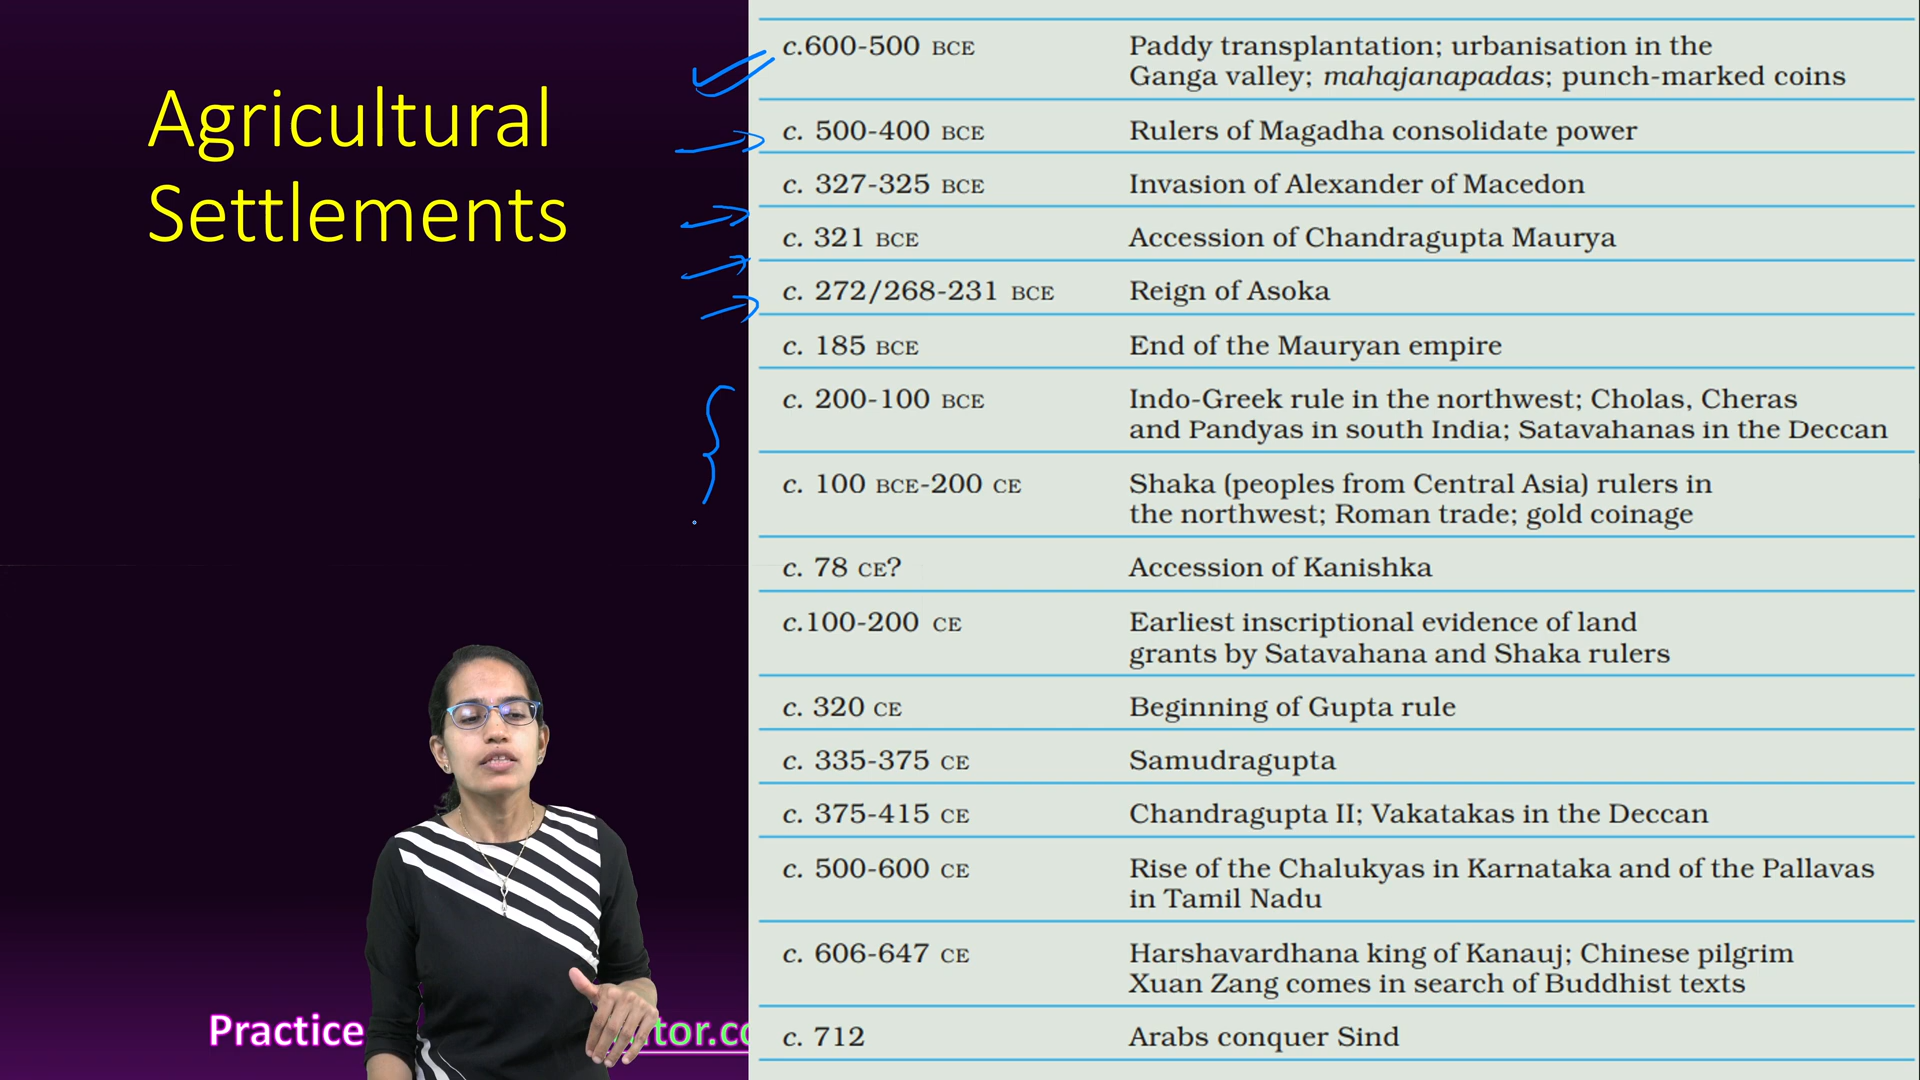 Agricultural
Settlements
c.600-500 BCE
Paddy transplantation; urbanisation in the
Ganga valley; mahajanapadas; punch-marked coins
c. 500-400 BCE
Rulers of Magadha consolidate power
c. 327-325 BCE
Invasion of Alexander of Macedon
c. 321 BCE
Accession of Chandragupta Maurya
c. 272/268-231 BCE
Reign of Asoka
c. 185 BCE
End of the Mauryan empire
c. 200-100 BCE
Indo-Greek rule in the northwest; Cholas, Cheras
and Pandyas in south India; Satavahanas in the Deccan
c. 100 BCE-200 CE
Shaka (peoples from Central Asia) rulers in
the northwest; Roman trade; gold coinage
c. 78 CE?
Accession of Kanishka
c.100-200 CE
Earliest inscriptional evidence of land
grants by Satavahana and Shaka rulers
c. 320 CE
Beginning of Gupta rule
c. 335-375 CE
Samudragupta
c. 375-415 CE
Chandragupta II; Vakatakas in the Deccan
c. 500-600 CE
Rise of the Chalukyas in Karnataka and of the Pallavas
in Tamil Nadu
c. 606-647 CE
Harshavardhana king of Kanauj; Chinese pilgrim
Xuan Zang comes in search of Buddhist texts
c. 712
Arabs conquer Sind
Practice